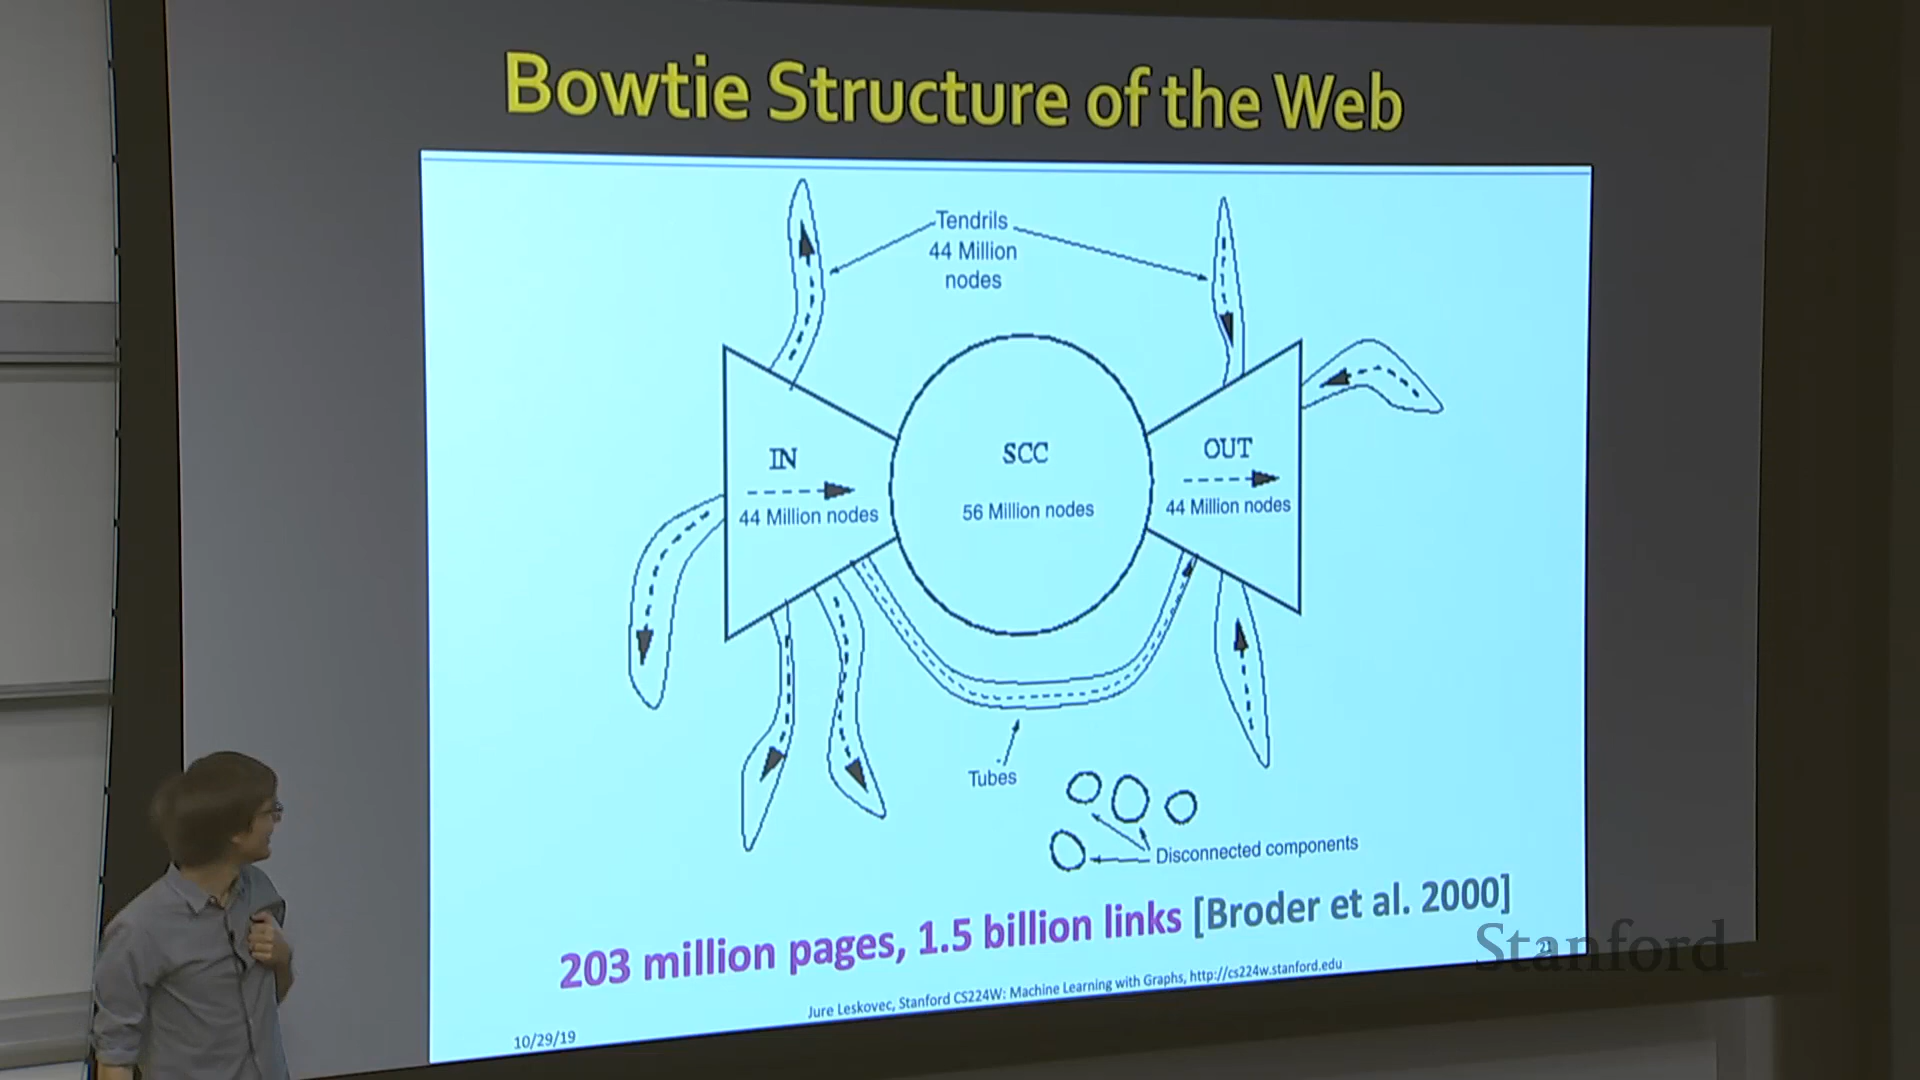 Bowtie Structure of the Web
Tendrils
44 Million
nodes
IN
44 Million nodes
SCC
56 Million nodes
OUT
44 Million nodes
Tubes
Disconnected components
203 million pages, 1.5 billion links [Broder et al. 2000]
Stanford
21
Jure Leskovec, Stanford CS224W: Machine Learning with Graphs, http://cs224w.stanford.edu
10/29/19